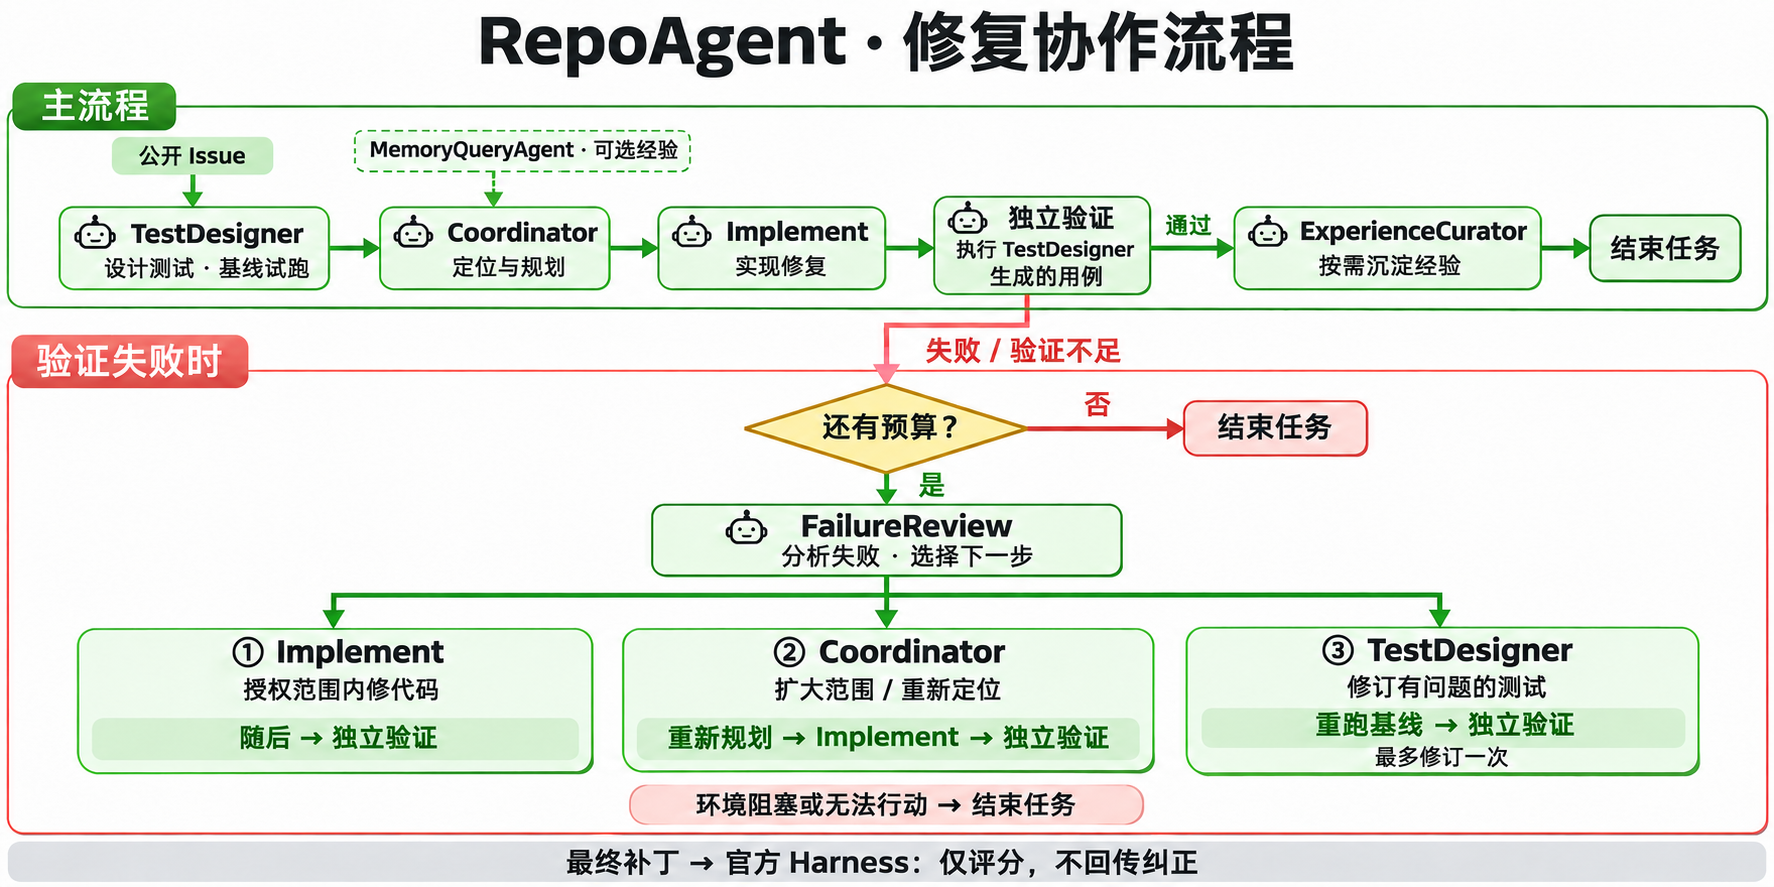 RepoAgent · 修复协作流程
主流程
公开 Issue
MemoryQueryAgent · 可选经验
TestDesigner
设计测试 · 基线试跑
Coordinator
定位与规划
Implement
实现修复
独立验证
执行 TestDesigner
生成的用例
通过
ExperienceCurator
按需沉淀经验
结束任务
失败 / 验证不足
验证失败时
还有预算？
否
结束任务
是
FailureReview
分析失败 · 选择下一步
① Implement
授权范围内修代码
随后 → 独立验证
② Coordinator
扩大范围 / 重新定位
重新规划 → Implement → 独立验证
③ TestDesigner
修订有问题的测试
重跑基线 → 独立验证
最多修订一次
环境阻塞或无法行动 → 结束任务
最终补丁 → 官方 Harness：仅评分，不回传纠正